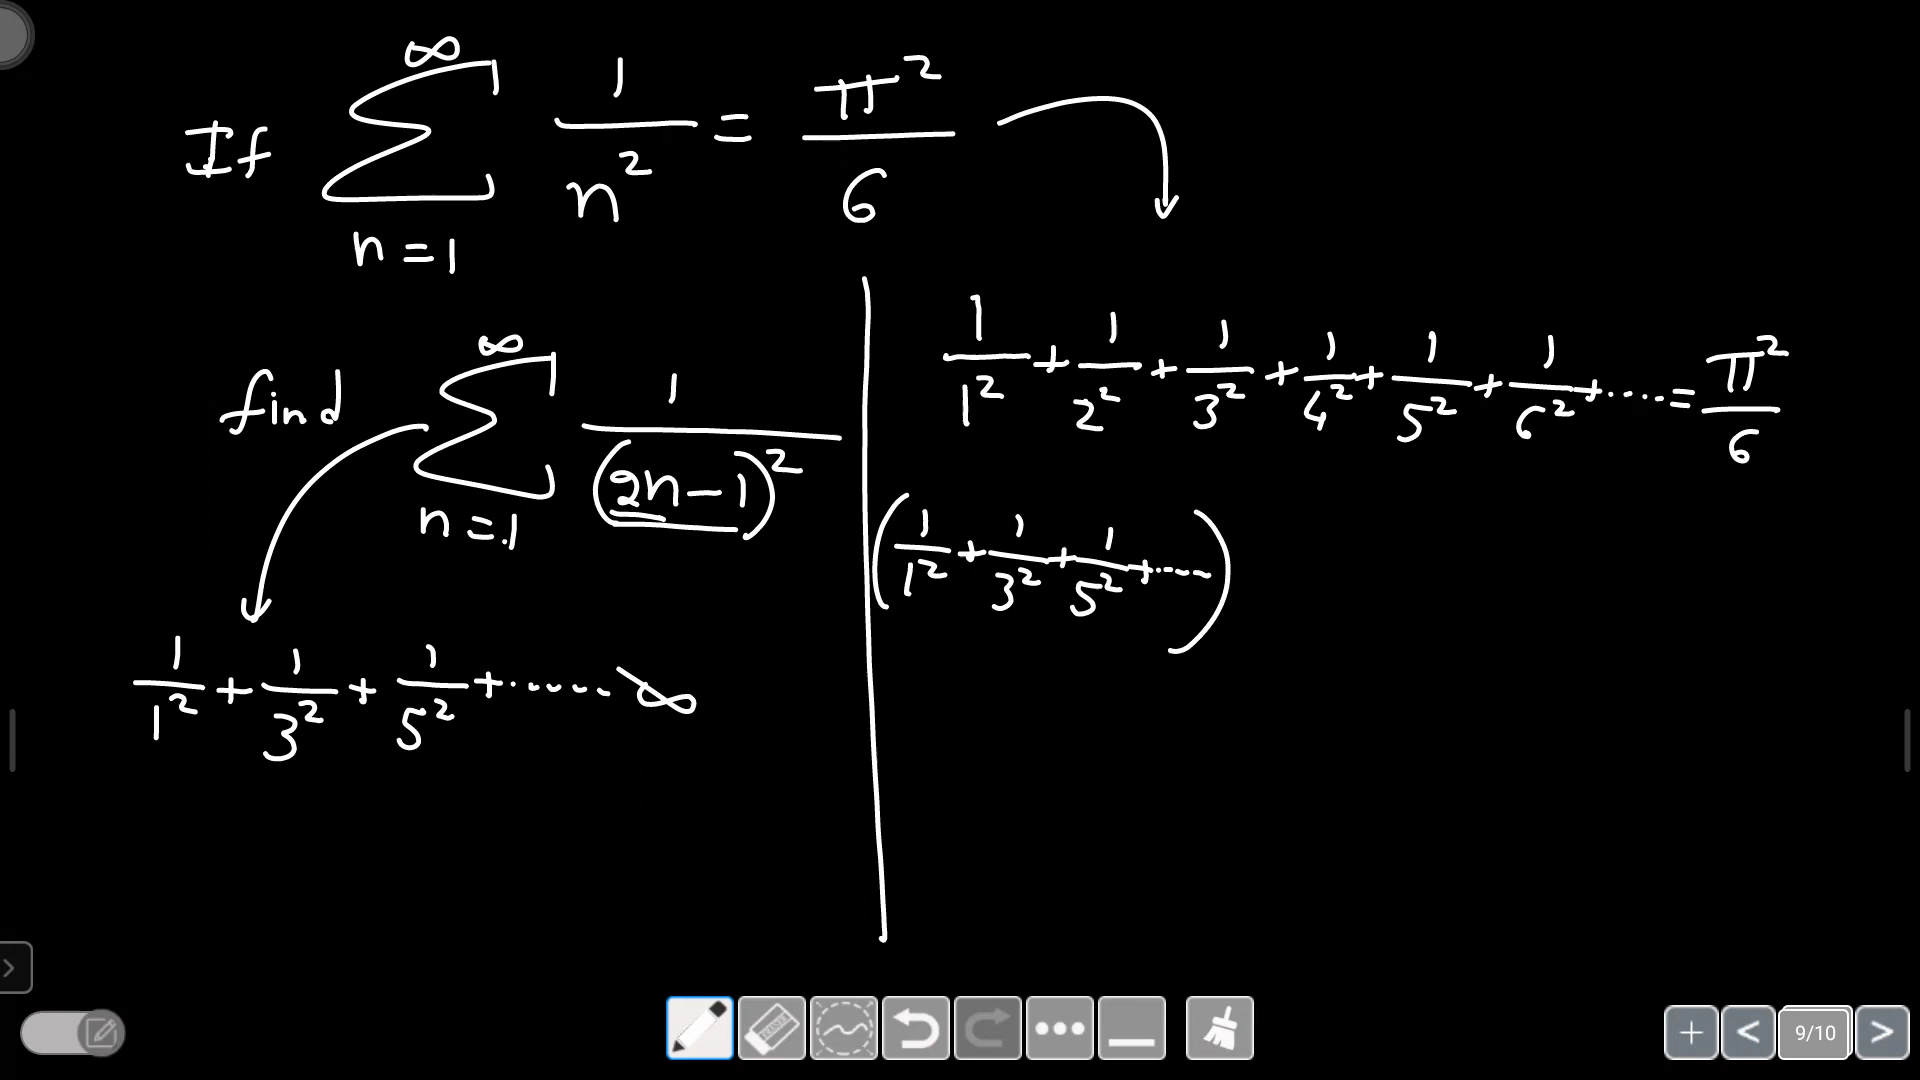 If ∞ Σ n=1 1/n² = π²/6
find ∞ Σ n=1 1/(2n-1)²
1/1² + 1/3² + 1/5² + ...... ∞
1/1² + 1/2² + 1/3² + 1/4² + 1/5² + 1/6² + ..... = π²/6
(1/1² + 1/3² + 1/5² + .....)
ERASER
9/10